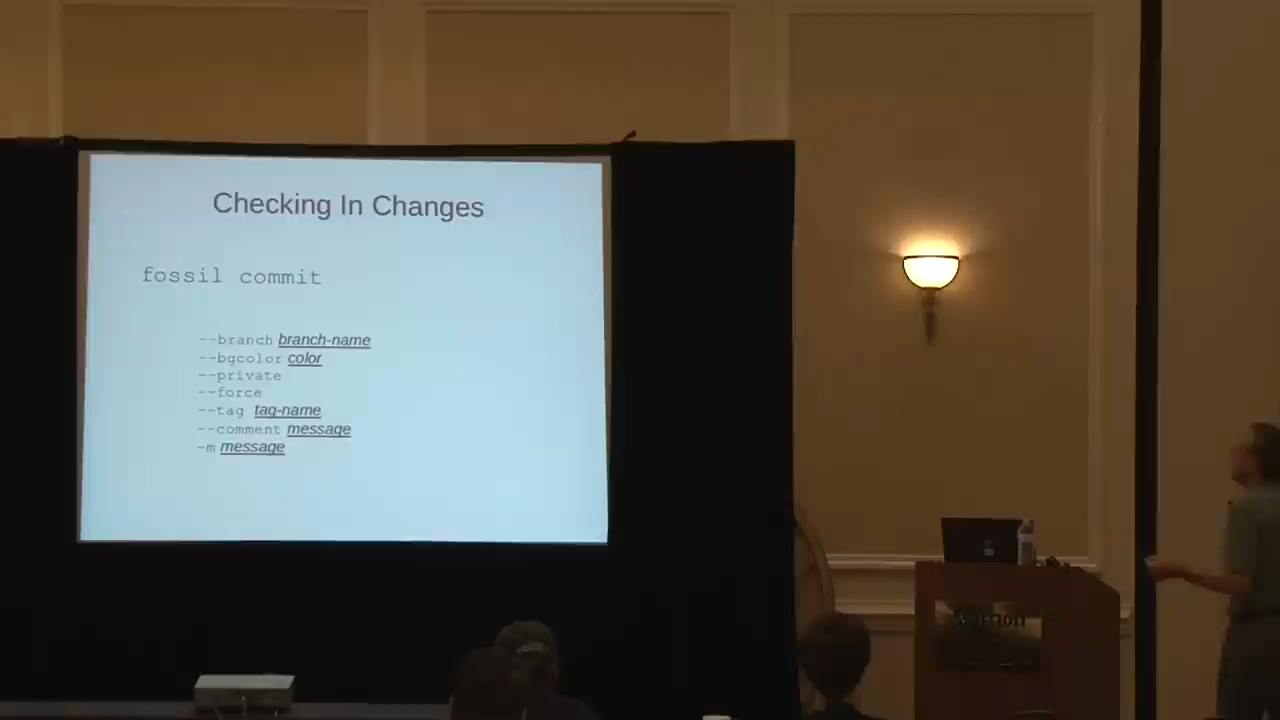 Checking In Changes
fossil commit
--branch branch-name
--bgcolor color
--private
--force
--tag tag-name
--comment message
-m message